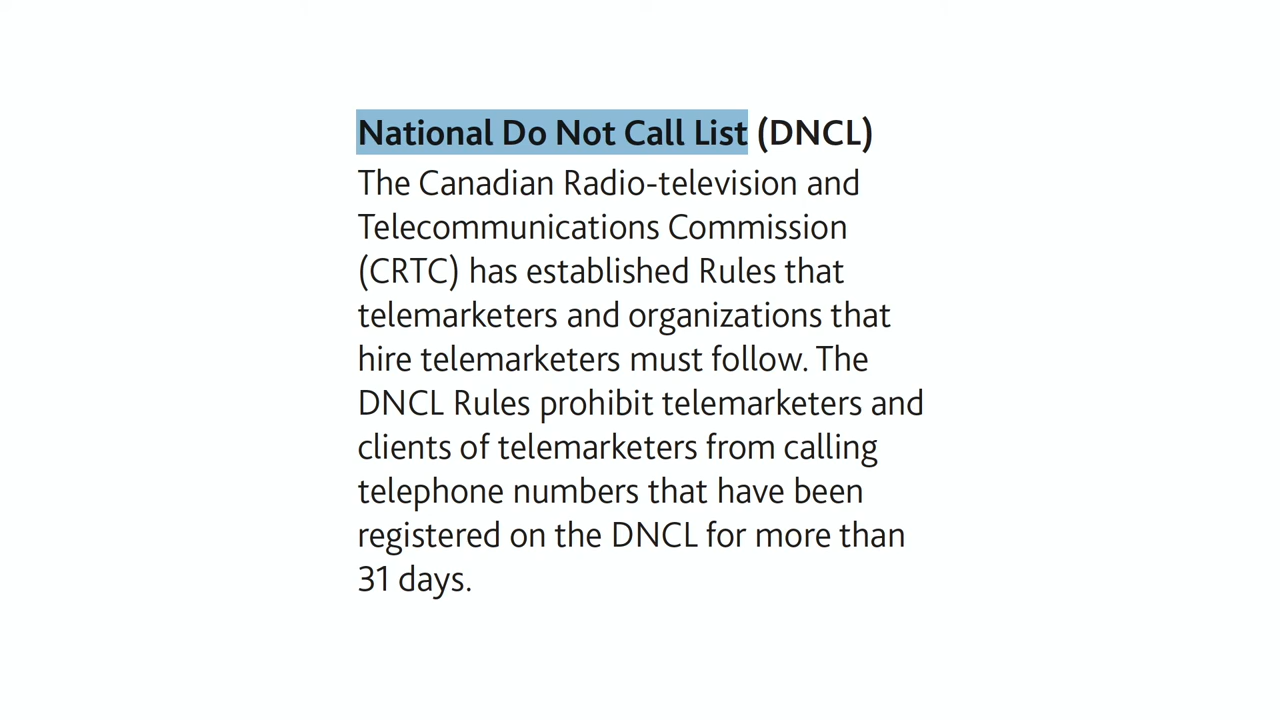 National Do Not Call List (DNCL)
The Canadian Radio-television and
Telecommunications Commission
(CRTC) has established Rules that
telemarketers and organizations that
hire telemarketers must follow. The
DNCL Rules prohibit telemarketers and
clients of telemarketers from calling
telephone numbers that have been
registered on the DNCL for more than
31 days.